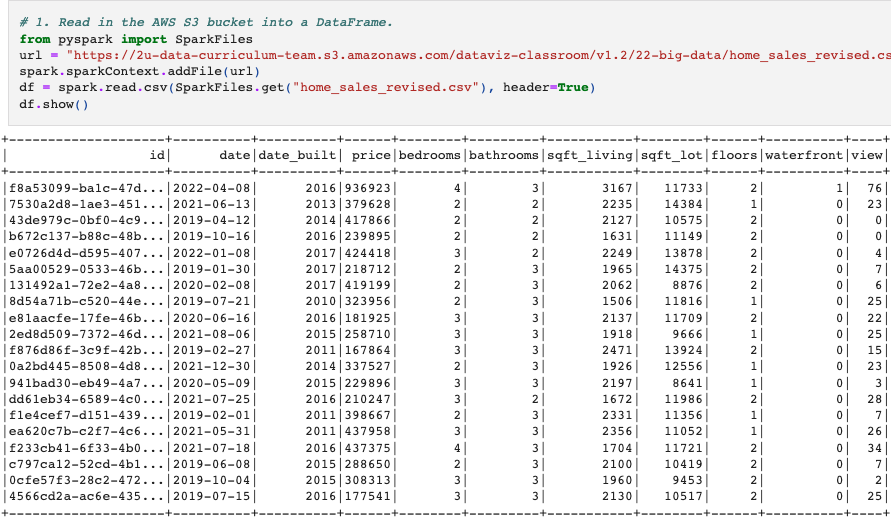 # 1. Read in the AWS S3 bucket into a DataFrame.
from pyspark import SparkFiles
url = "https://2u-data-curriculum-team.s3.amazonaws.com/dataviz-classroom/v1.2/22-big-data/home_sales_revised.cs
spark.sparkContext.addFile(url)
df = spark.read.csv(SparkFiles.get("home_sales_revised.csv"), header=True)
df.show()
+--------------------+----------+----------+------+--------+---------+-----------+--------+------+----------+----+
|                  id|      date|date_built| price|bedrooms|bathrooms|sqft_living|sqft_lot|floors|waterfront|view|
+--------------------+----------+----------+------+--------+---------+-----------+--------+------+----------+----+
|f8a53099-ba1c-47d...|2022-04-08|      2016|936923|       4|        3|       3167|   11733|     2|         1|  76|
|7530a2d8-1ae3-451...|2021-06-13|      2013|379628|       2|        2|       2235|   14384|     1|         0|  23|
|43de979c-0bf0-4c9...|2019-04-12|      2014|417866|       2|        2|       2127|   10575|     2|         0|   0|
|b672c137-b88c-48b...|2019-10-16|      2016|239895|       2|        2|       1631|   11149|     2|         0|   0|
|e0726d4d-d595-407...|2022-01-08|      2017|424418|       3|        2|       2249|   13878|     2|         0|   4|
|5aa00529-0533-46b...|2019-01-30|      2017|218712|       2|        3|       1965|   14375|     2|         0|   7|
|131492a1-72e2-4a8...|2020-02-08|      2017|419199|       2|        3|       2062|    8876|     2|         0|   6|
|8d54a71b-c520-44e...|2019-07-21|      2010|323956|       2|        3|       1506|   11816|     1|         0|  25|
|e81aacfe-17fe-46b...|2020-06-16|      2016|181925|       3|        3|       2137|   11709|     2|         0|  22|
|2ed8d509-7372-46d...|2021-08-06|      2015|258710|       3|        3|       1918|    9666|     1|         0|  25|
|f876d86f-3c9f-42b...|2019-02-27|      2011|167864|       3|        3|       2471|   13924|     2|         0|  15|
|0a2bd445-8508-4d8...|2021-12-30|      2014|337527|       2|        3|       1926|   12556|     1|         0|  23|
|941bad30-eb49-4a7...|2020-05-09|      2015|229896|       3|        3|       2197|    8641|     1|         0|   3|
|dd61eb34-6589-4c0...|2021-07-25|      2016|210247|       3|        2|       1672|   11986|     2|         0|  28|
|f1e4cef7-d151-439...|2019-02-01|      2011|398667|       2|        3|       2331|   11356|     1|         0|   7|
|ea620c7b-c2f7-4c6...|2021-05-31|      2011|437958|       3|        3|       2356|   11052|     1|         0|  26|
|f233cb41-6f33-4b0...|2021-07-18|      2016|437375|       4|        3|       1704|   11721|     2|         0|  34|
|c797ca12-52cd-4b1...|2019-06-08|      2015|288650|       2|        3|       2100|   10419|     2|         0|   7|
|0cfe57f3-28c2-472...|2019-10-04|      2015|308313|       3|        3|       1960|    9453|     2|         0|   2|
|4566cd2a-ac6e-435...|2019-07-15|      2016|177541|       3|        3|       2130|   10517|     2|         0|  25|
+--------------------+----------+----------+------+--------+---------+-----------+--------+------+----------+----+